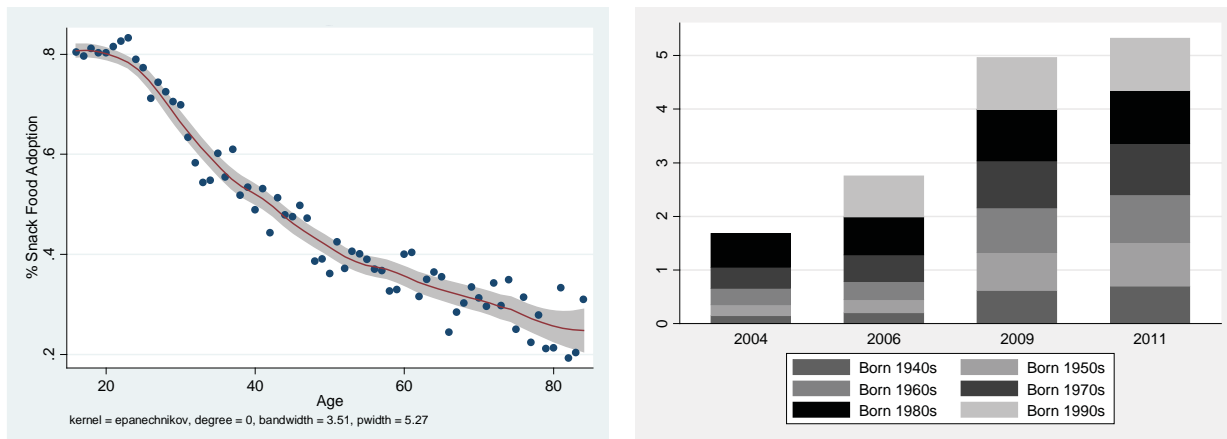 % Snack Food Adoption
.8
.6
.4
.2
20 40 60 80
Age
kernel = epanechnikov, degree = 0, bandwidth = 3.51, pwidth = 5.27
5
4
3
2
1
0
2004 2006 2009 2011
Born 1940s Born 1950s
Born 1960s Born 1970s
Born 1980s Born 1990s